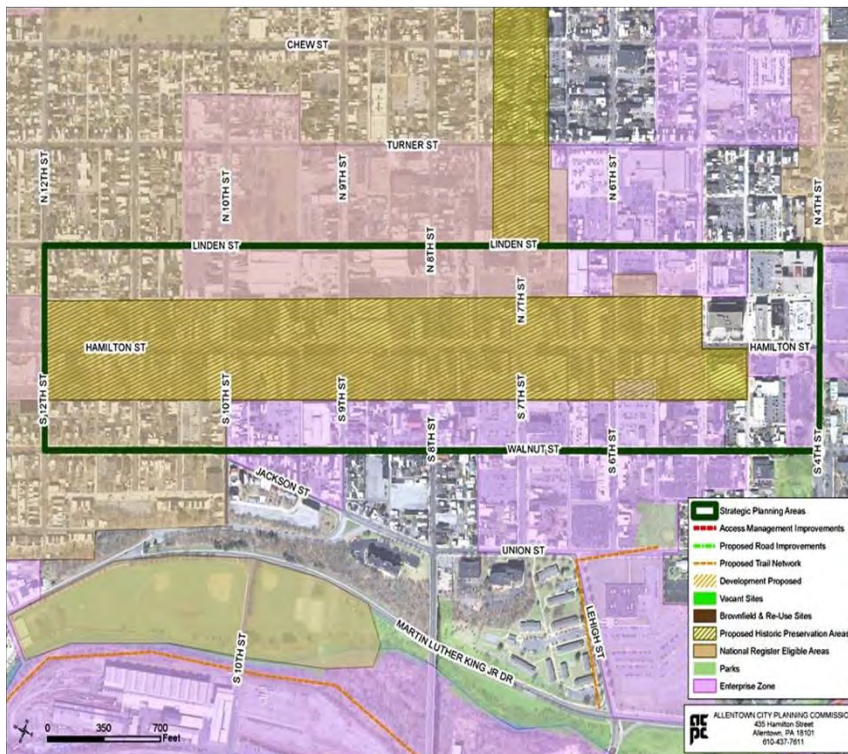 CHEW ST
TURNER ST
N 12TH ST
N 10TH ST
N 9TH ST
N 6TH ST
N 4TH ST
LINDEN ST
N 8TH ST
LINDEN ST
N 7TH ST
HAMILTON ST
HAMILTON ST
S 12TH ST
S 10TH ST
S 9TH ST
S 8TH ST
S 7TH ST
S 6TH ST
S 4TH ST
WALNUT ST
JACKSON ST
UNION ST
LEHIGH ST
MARTIN LUTHER KING JR DR
S 10TH ST
Strategic Planning Areas
Access Management Improvements
Proposed Road Improvements
Proposed Trail Network
Development Proposed
Vacant Sites
Brownfield & Re-Use Sites
Proposed Historic Preservation Areas
National Register Eligible Areas
Parks
Enterprise Zone
0 350 700
Feet
acpc
ALLENTOWN CITY PLANNING COMMISSIO
435 Hamilton Street
Allentown, PA 18101
610-437-7611